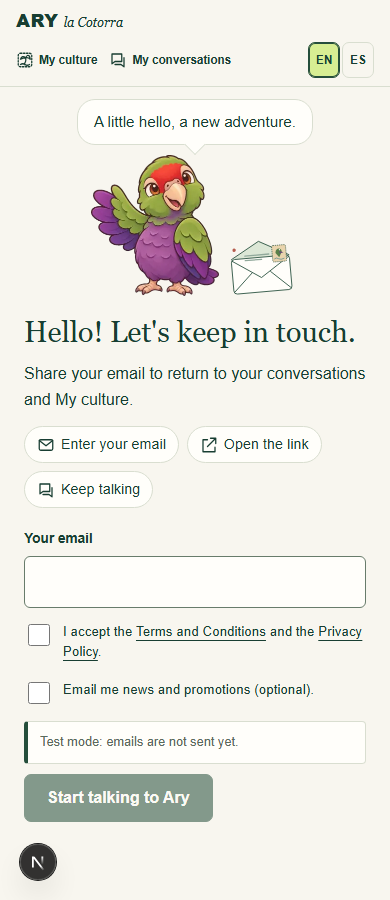 ARY la Cotorra
My culture
My conversations
EN
ES
A little hello, a new adventure.
Hello! Let's keep in touch.
Share your email to return to your conversations
and My culture.
Enter your email
Open the link
Keep talking
Your email
I accept the Terms and Conditions and the Privacy
Policy.
Email me news and promotions (optional).
Test mode: emails are not sent yet.
Start talking to Ary
N